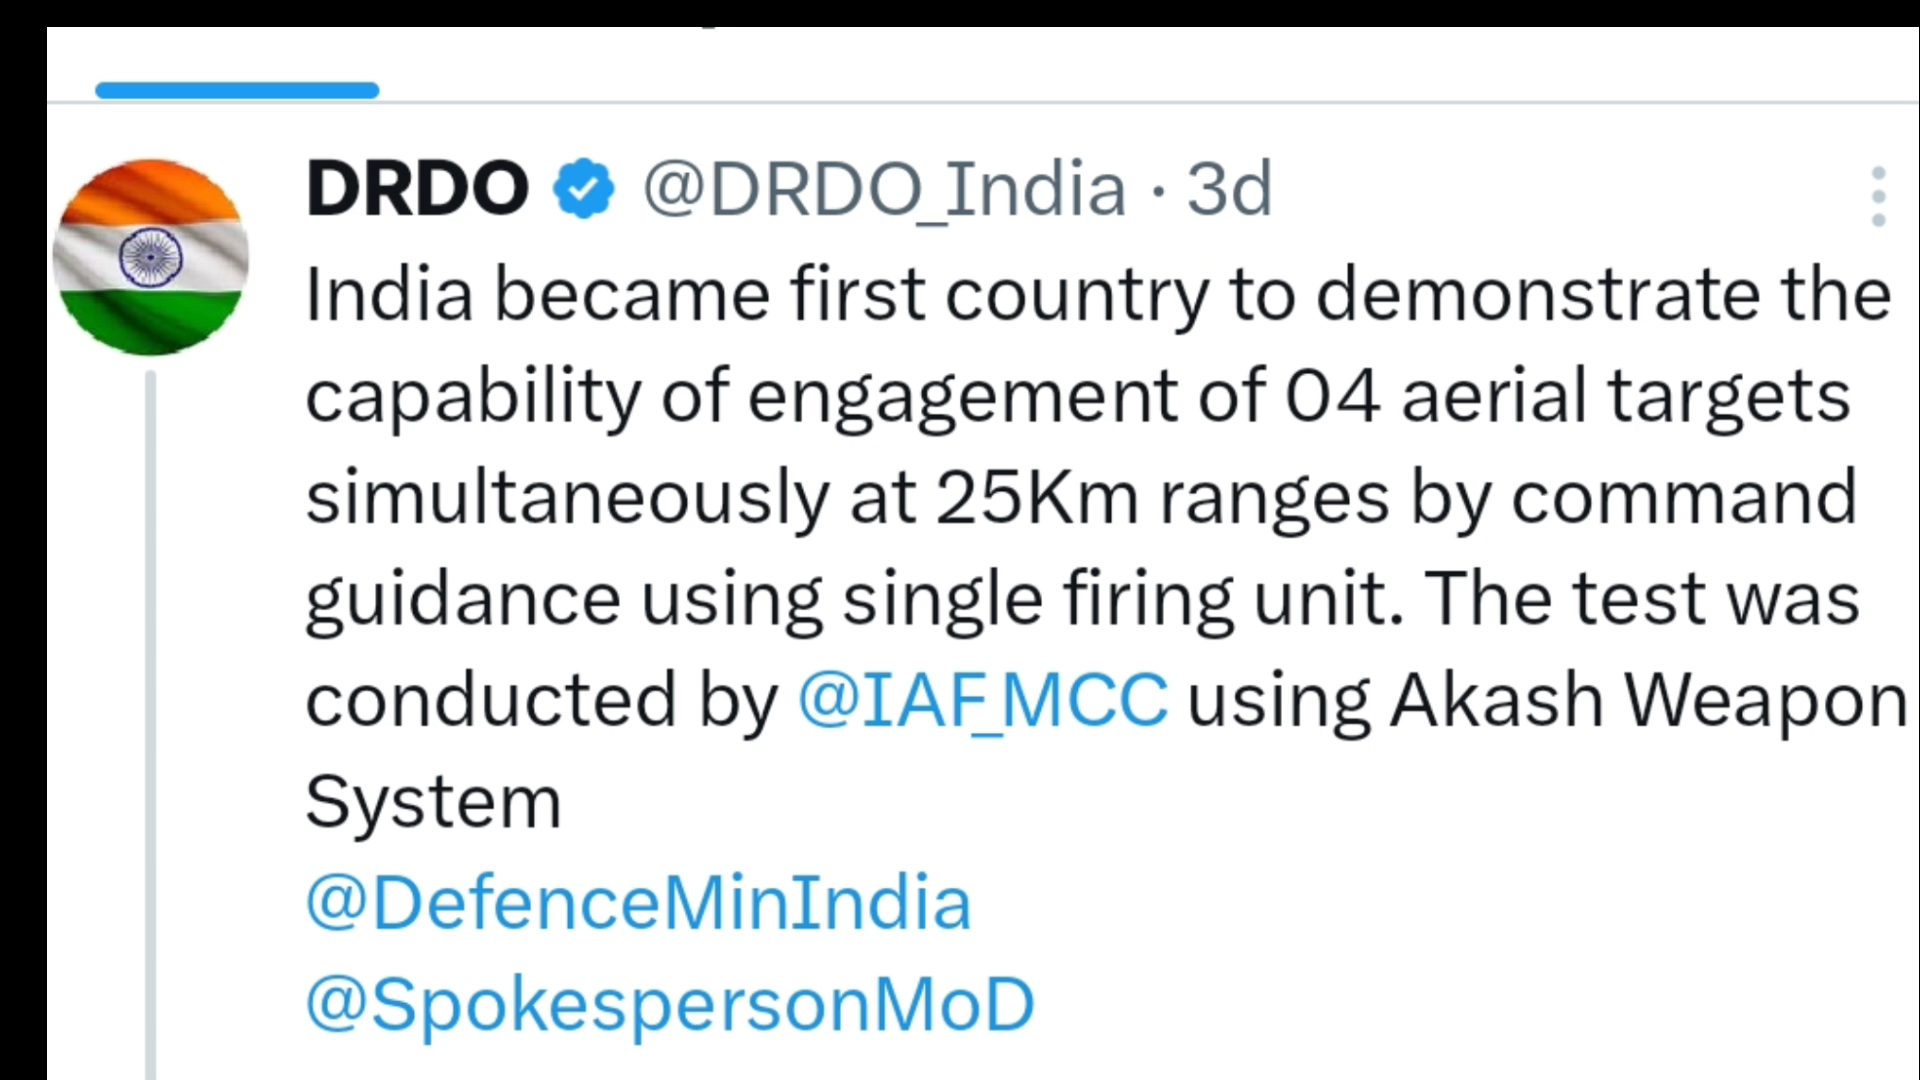 DRDO @DRDO_India · 3d
India became first country to demonstrate the
capability of engagement of 04 aerial targets
simultaneously at 25Km ranges by command
guidance using single firing unit. The test was
conducted by @IAF_MCC using Akash Weapon
System
@DefenceMinIndia
@SpokespersonMoD